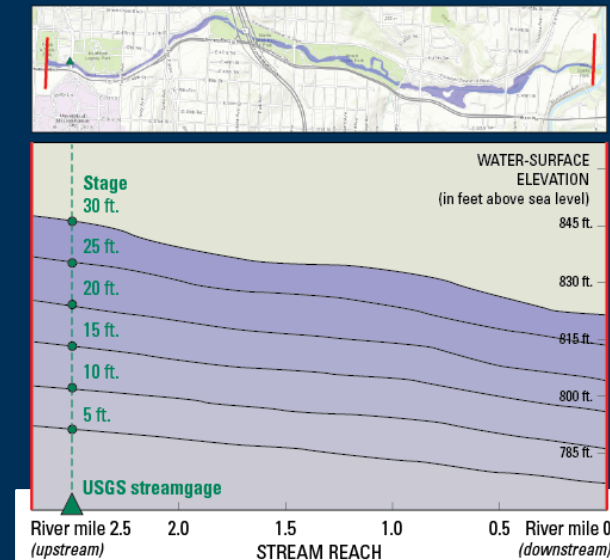 WATER-SURFACE
ELEVATION
(in feet above sea level)
Stage
30 ft.
845 ft.
25 ft.
830 ft.
20 ft.
815 ft.
15 ft.
10 ft.
800 ft.
5 ft.
785 ft.
USGS streamgage
River mile 2.5
2.0
1.5
1.0
0.5
River mile 0
(upstream)
STREAM REACH
(downstream)